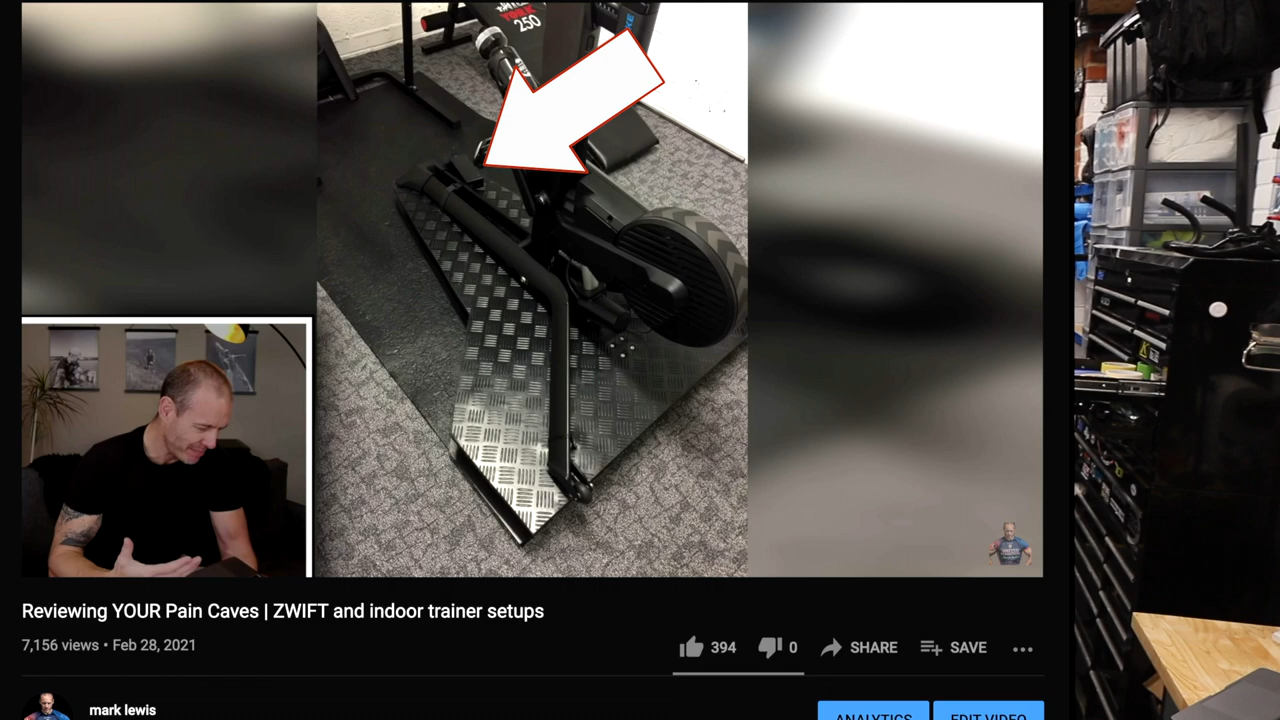 YORK
250
Reviewing YOUR Pain Caves | ZWIFT and indoor trainer setups
7,156 views • Feb 28, 2021
394
0
SHARE
SAVE
mark lewis
ANALYTICS
EDIT VIDEO